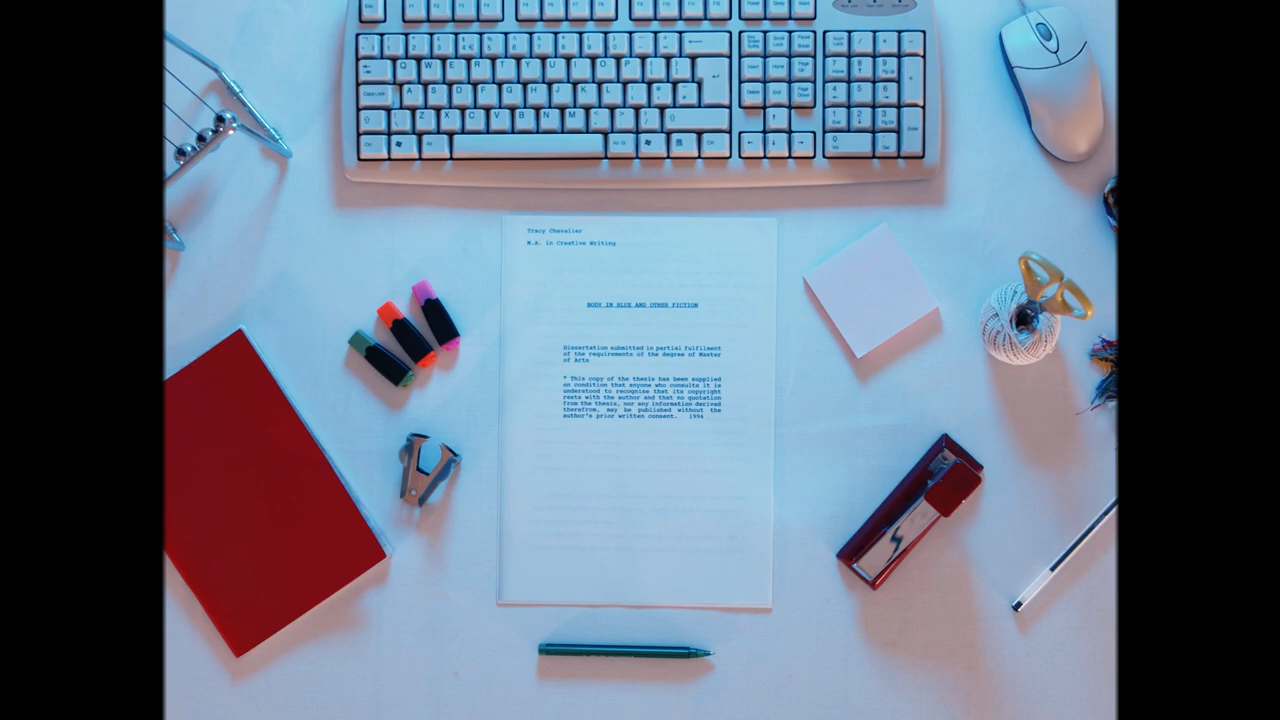 Q W E R T Y U I O P
Caps Lock A S D F G H J K L
Z X C V B N M
Tracy Chevalier
M.A. in Creative Writing
BODY IN BLUE AND OTHER FICTION
Dissertation submitted in partial fulfilment
of the requirements of the degree of Master
of Arts
* This copy of the thesis has been supplied
on condition that anyone who consults it is
understood to recognise that its copyright
rests with the author and that no quotation
from the thesis, nor any information derived
therefrom, may be published without the
author's prior written consent. 1994